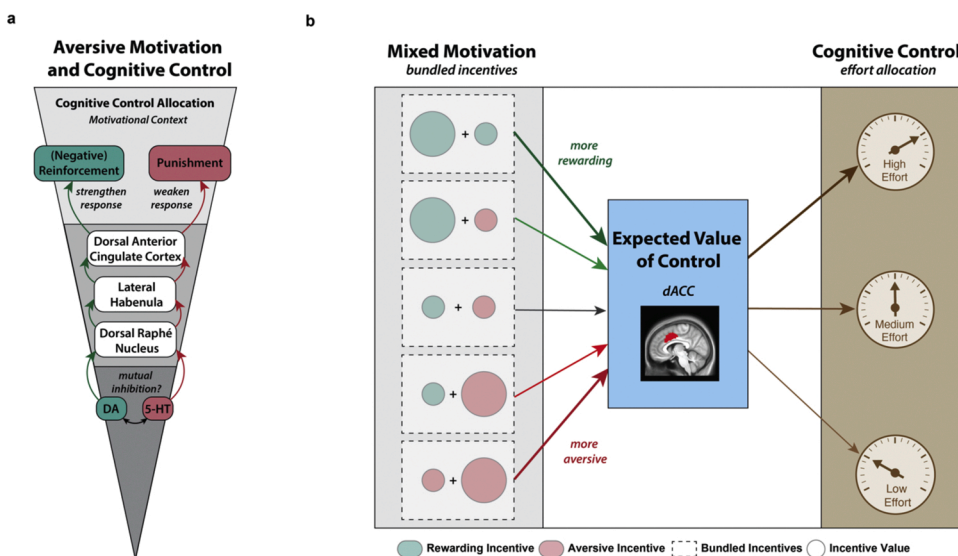 a
Aversive Motivation
and Cognitive Control
Cognitive Control Allocation
Motivational Context
(Negative)
Reinforcement
Punishment
strengthen
response
weaken
response
Dorsal Anterior
Cingulate Cortex
Lateral
Habenula
Dorsal Raphé
Nucleus
mutual
inhibition?
DA
5-HT
b
Mixed Motivation
bundled incentives
+
+
+
+
+
more
rewarding
more
aversive
Expected Value
of Control
dACC
Cognitive Control
effort allocation
High
Effort
Medium
Effort
Low
Effort
Rewarding Incentive
Aversive Incentive
Bundled Incentives
Incentive Value